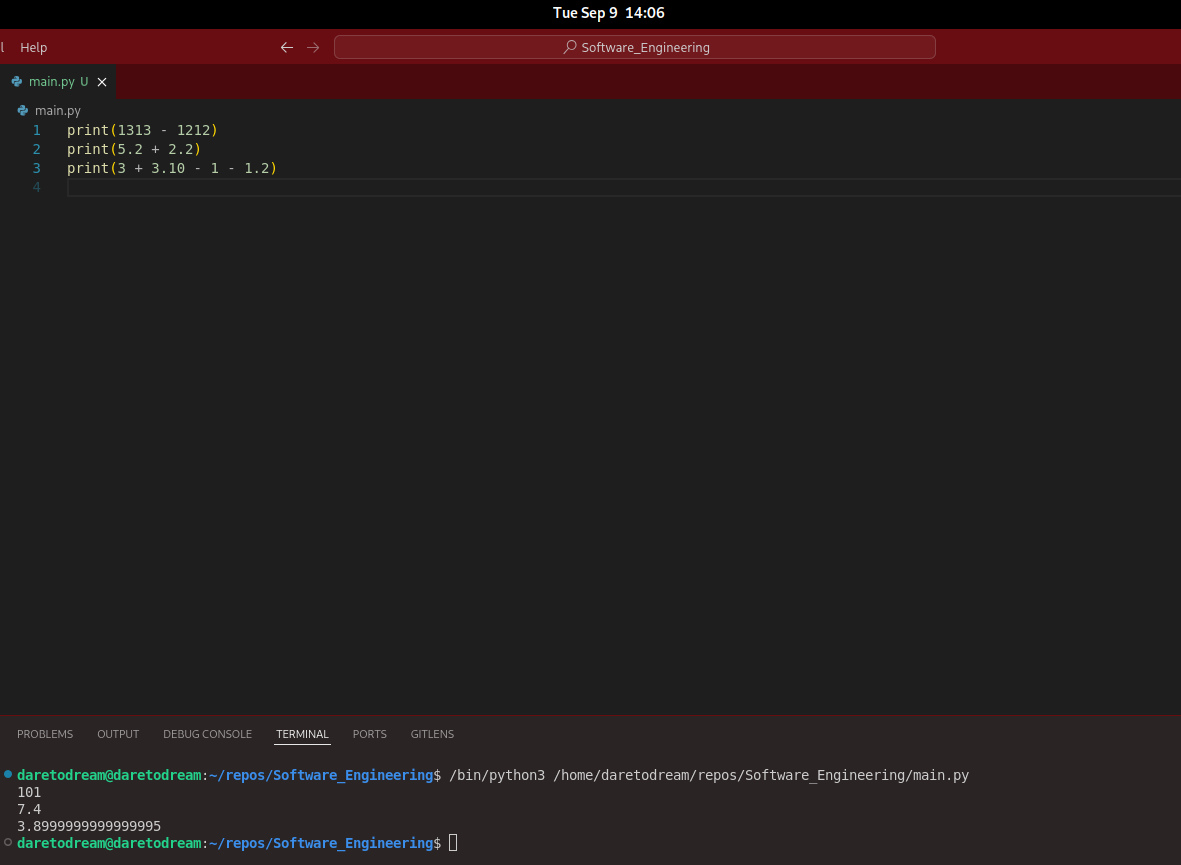 Tue Sep 9 14:06
l Help Software_Engineering
main.py U
main.py
1 print(1313 - 1212)
2 print(5.2 + 2.2)
3 print(3 + 3.10 - 1 - 1.2)
4
PROBLEMS OUTPUT DEBUG CONSOLE TERMINAL PORTS GITLENS
daretodream@daretodream:~/repos/Software_Engineering$ /bin/python3 /home/daretodream/repos/Software_Engineering/main.py
101
7.4
3.8999999999999995
daretodream@daretodream:~/repos/Software_Engineering$